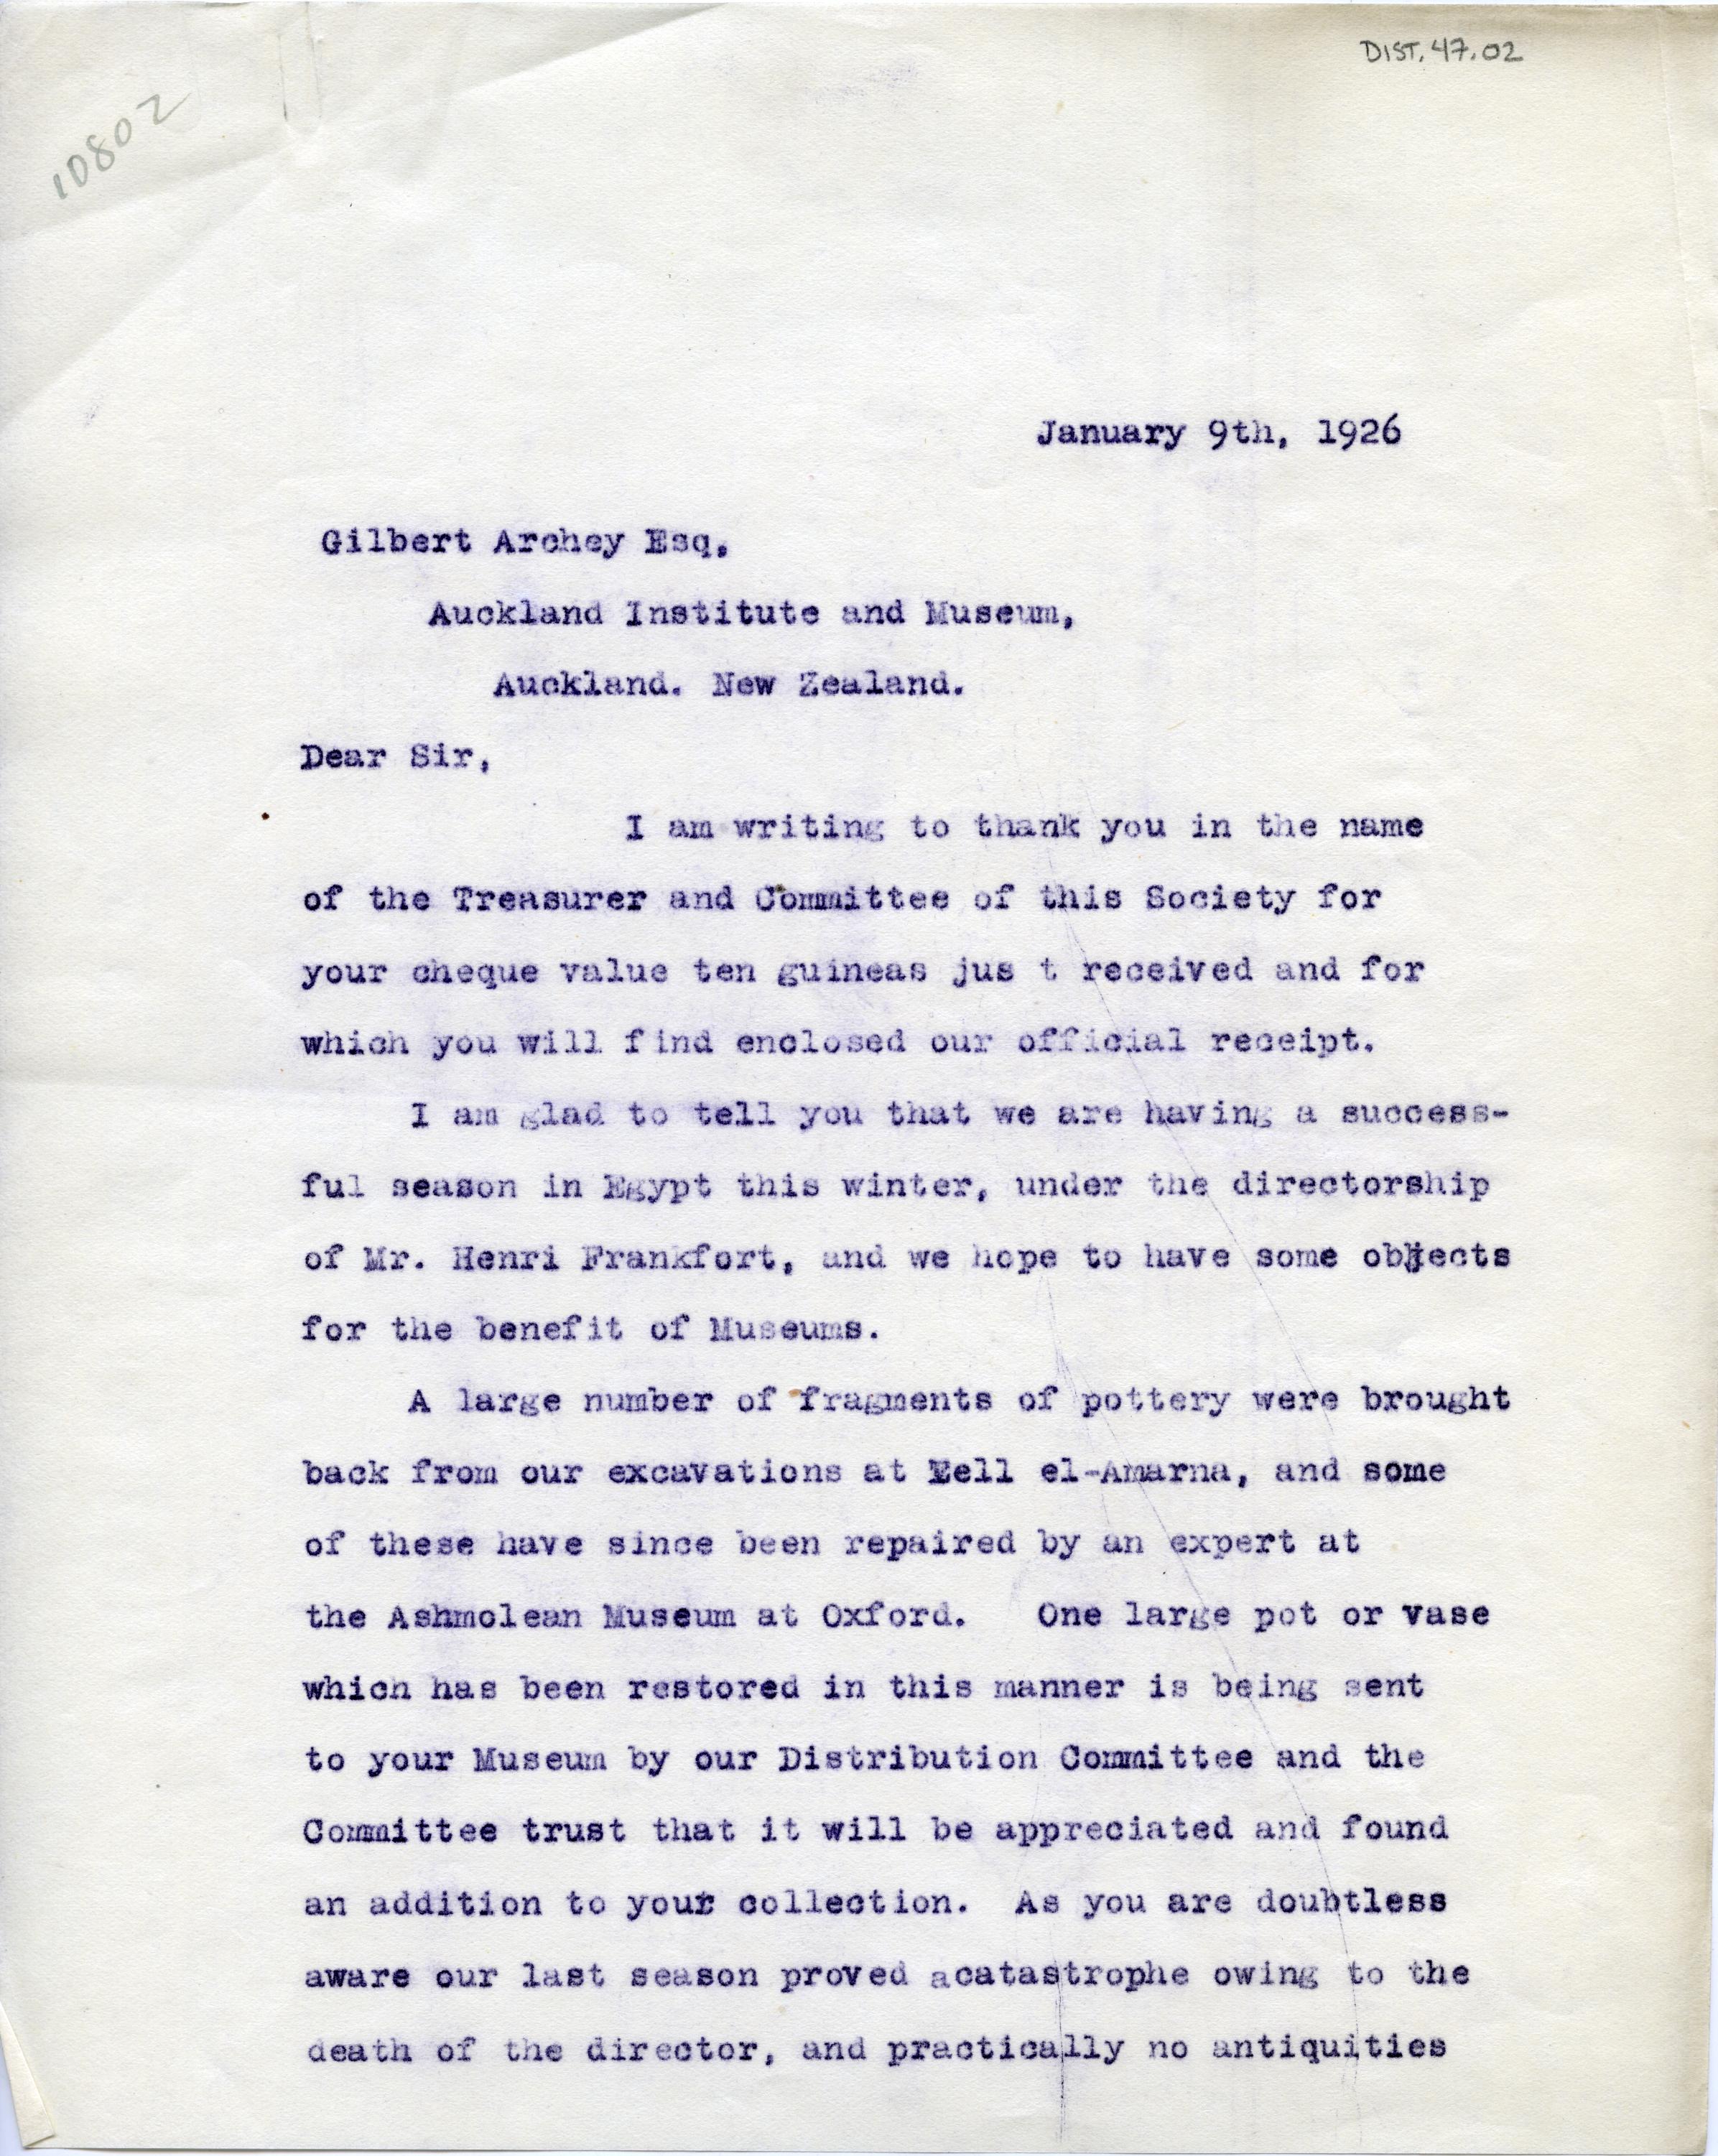 DIST. 47.02
10802
January 9th, 1926
Gilbert Archey Esq.
Auckland Institute and Museum,
Auckland. New Zealand.
Dear Sir,
I am writing to thank you in the name
of the Treasurer and Committee of this Society for
your cheque value ten guineas jus t received and for
which you will find enclosed our official receipt.
I am glad to tell you that we are having a success-
ful season in Egypt this winter, under the directorship
of Mr. Henri Frankfort, and we hope to have some objects
for the benefit of Museums.
A large number of fragments of pottery were brought
back from our excavations at Tell el-Amarna, and some
of these have since been repaired by an expert at
the Ashmolean Museum at Oxford. One large pot or vase
which has been restored in this manner is being sent
to your Museum by our Distribution Committee and the
Committee trust that it will be appreciated and found
an addition to your collection. As you are doubtless
aware our last season proved acatastrophe owing to the
death of the director, and practically no antiquities